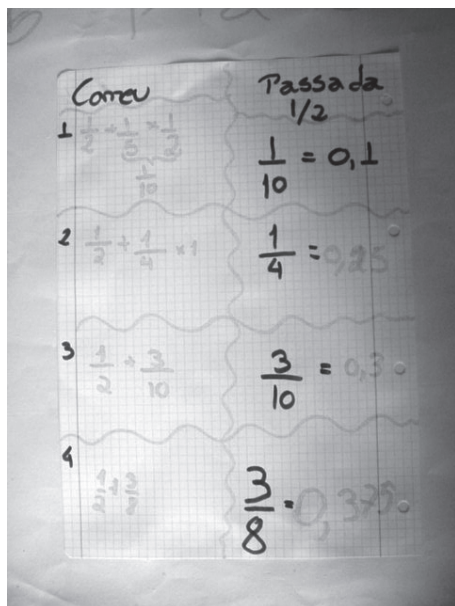 Correu
Passada
1/2
1 1/2 + 1/5 × 1/2
1/10
1/10 = 0,1
2 1/2 + 1/4 × 1
1/4 = 0,25
3 1/2 + 3/10
3/10 = 0,3
4
3/8 = 0,375